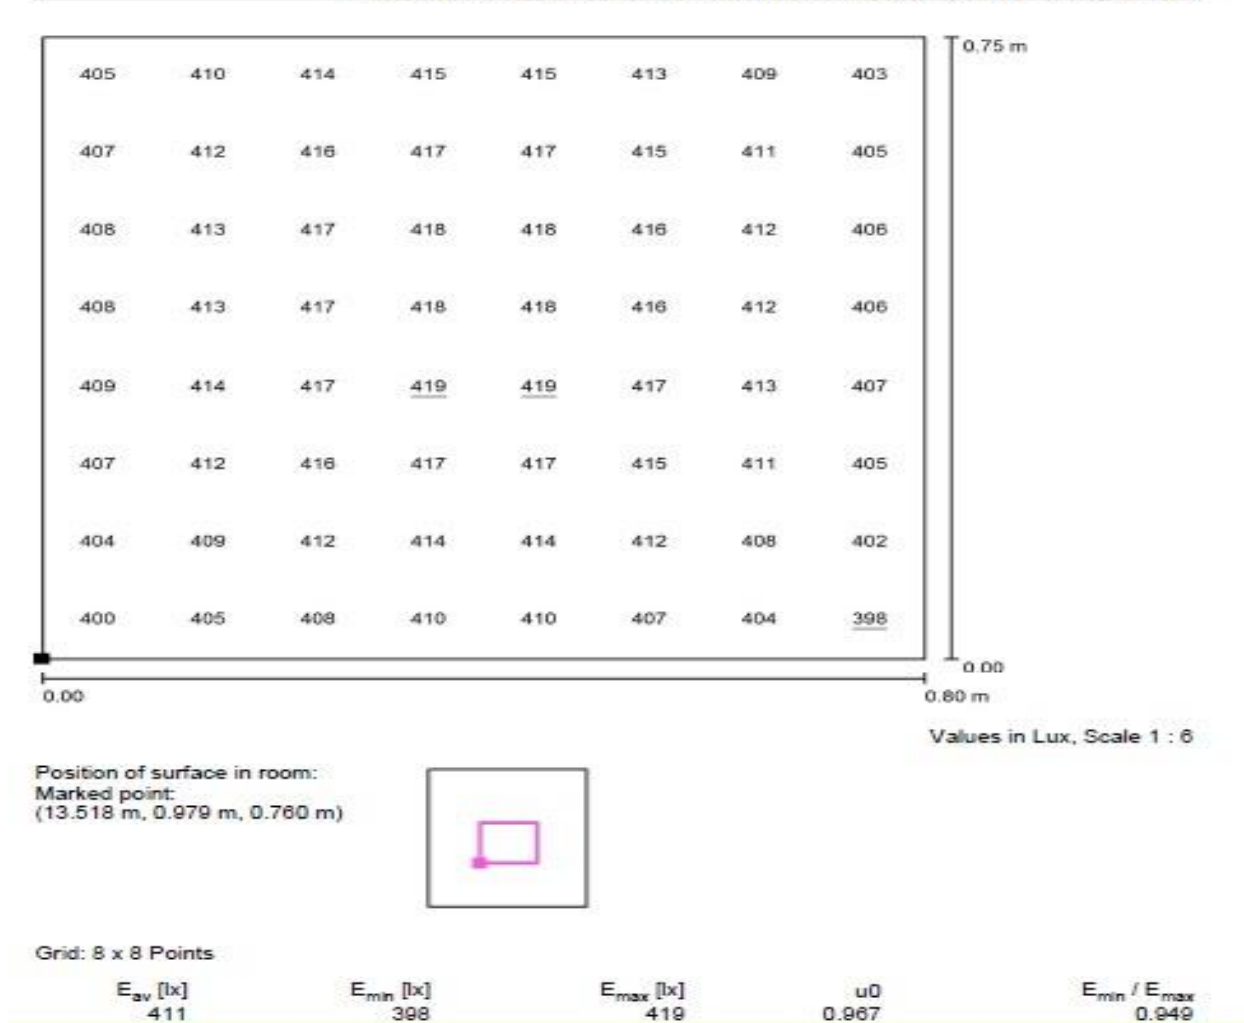 0.75 m
405 410 414 415 415 413 409 403
407 412 416 417 417 415 411 405
408 413 417 418 418 416 412 406
408 413 417 418 418 416 412 406
409 414 417 419 419 417 413 407
407 412 416 417 417 415 411 405
404 409 412 414 414 412 408 402
400 405 408 410 410 407 404 398
0.00
0.00 0.80 m
Values in Lux, Scale 1 : 6
Position of surface in room:
Marked point:
(13.518 m, 0.979 m, 0.760 m)
Grid: 8 x 8 Points
Eav [lx] Emin [lx] Emax [lx] u0 Emin / Emax
411 398 419 0.967 0.949